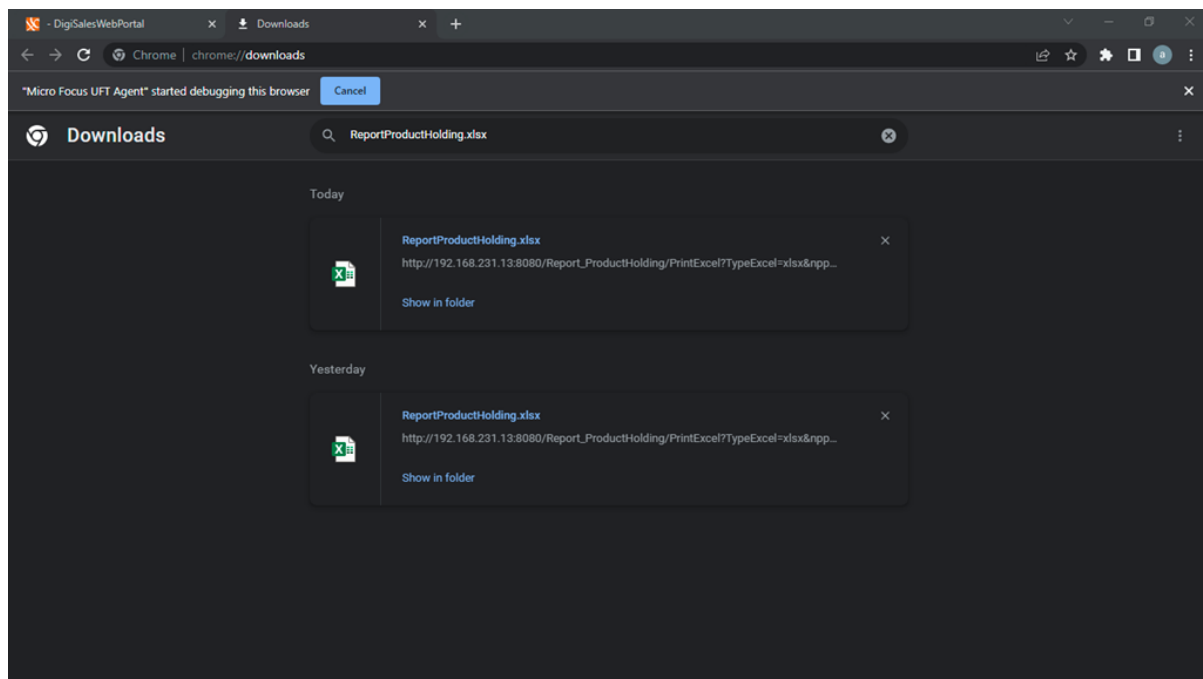 - DigiSalesWebPortal
Downloads
Chrome | chrome://downloads
a
"Micro Focus UFT Agent" started debugging this browser
Cancel
Downloads
ReportProductHolding.xlsx
Today
ReportProductHolding.xlsx
http://192.168.231.13:8080/Report_ProductHolding/PrintExcel?TypeExcel=xlsx&npp...
Show in folder
Yesterday
ReportProductHolding.xlsx
http://192.168.231.13:8080/Report_ProductHolding/PrintExcel?TypeExcel=xlsx&npp...
Show in folder